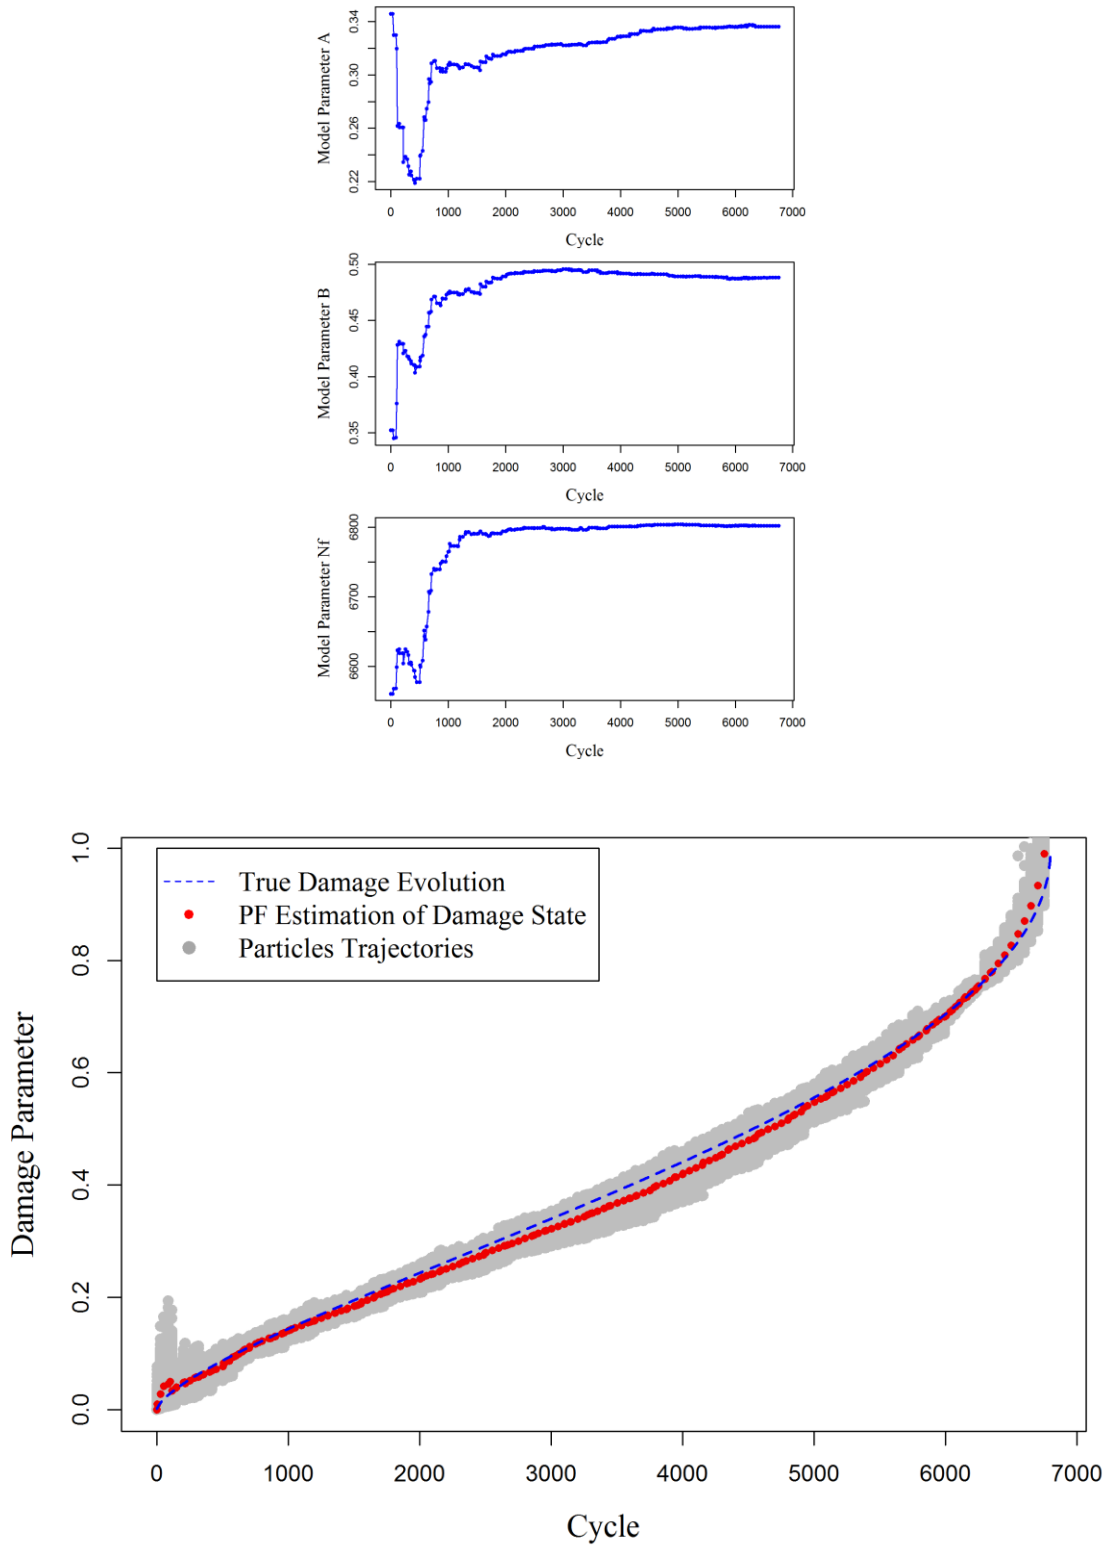 Model Parameter A
0.34
0.30
0.26
0.22
0 1000 2000 3000 4000 5000 6000 7000
Cycle
Model Parameter B
0.50
0.45
0.40
0.35
0 1000 2000 3000 4000 5000 6000 7000
Cycle
Model Parameter Nf
6800
6700
6600
0 1000 2000 3000 4000 5000 6000 7000
Cycle
Damage Parameter
1.0
0.8
0.6
0.4
0.2
0.0
True Damage Evolution
PF Estimation of Damage State
Particles Trajectories
0 1000 2000 3000 4000 5000 6000 7000
Cycle